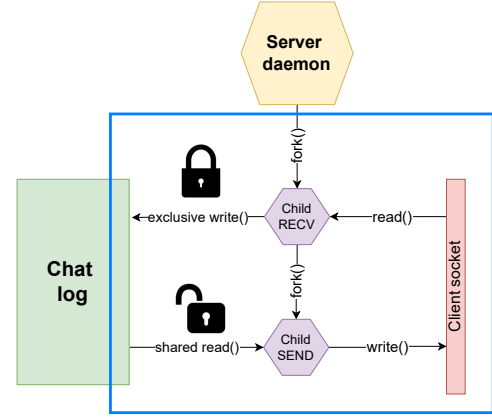 Server
daemon
fork()
Child
RECV
exclusive write()
read()
Chat
log
fork()
Client socket
Child
SEND
shared read()
write()